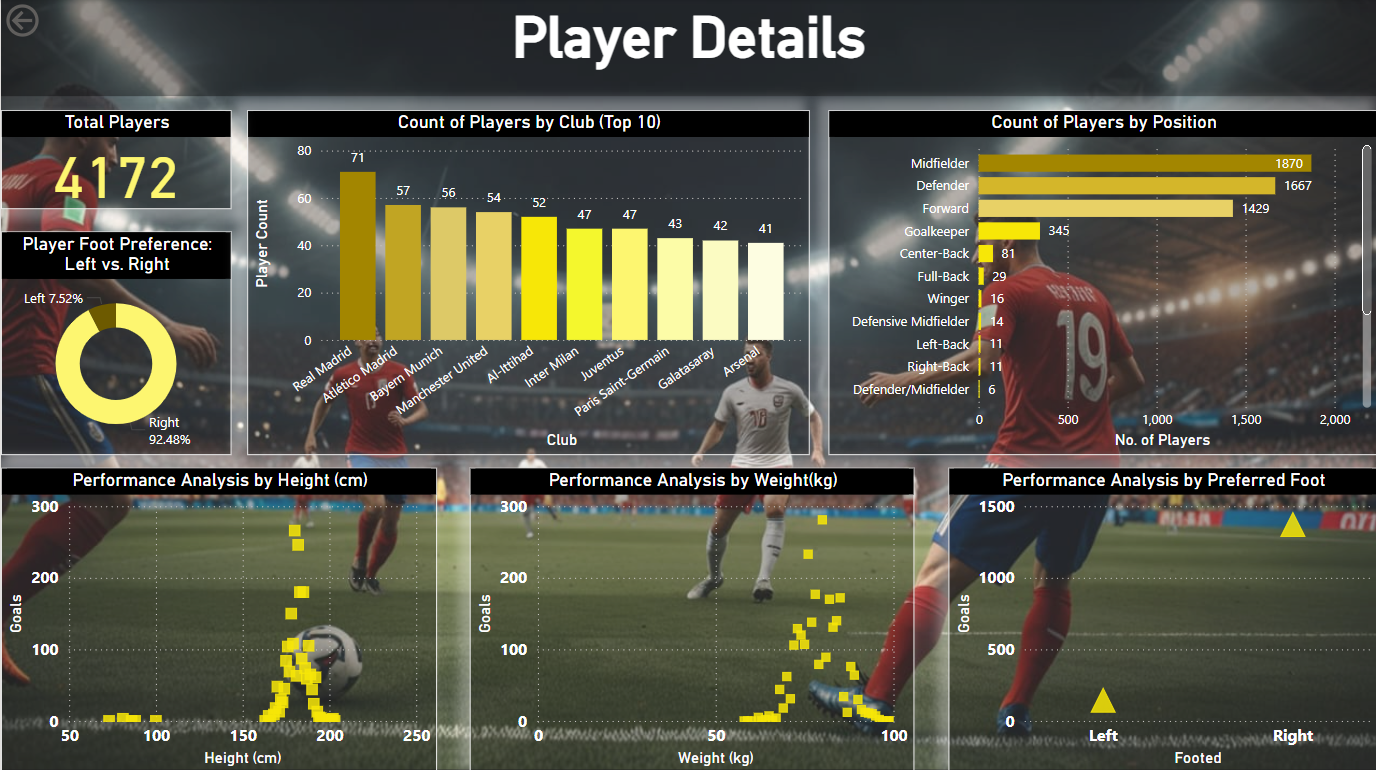 Player Details
Total Players
4172
Player Foot Preference:
Left vs. Right
Left 7.52%
Right
92.48%
Count of Players by Club (Top 10)
Player Count
80
60
40
20
0
71
57
56
54
52
47
47
43
42
41
Real Madrid
Atlético Madrid
Bayern Munich
Manchester United
Al-Ittihad
Inter Milan
Juventus
Paris Saint-Germain
Galatasaray
Arsenal
Club
Count of Players by Position
Midfielder 1870
Defender 1667
Forward 1429
Goalkeeper 345
Center-Back 81
Full-Back 29
Winger 16
Defensive Midfielder 14
Left-Back 11
Right-Back 11
Defender/Midfielder 6
0 500 1,000 1,500 2,000
No. of Players
19
16
Performance Analysis by Height (cm)
Goals
300
200
100
0
50 100 150 200 250
Height (cm)
Performance Analysis by Weight(kg)
Goals
300
200
100
0
0 50 100
Weight (kg)
Performance Analysis by Preferred Foot
Goals
1500
1000
500
0
Left Right
Footed